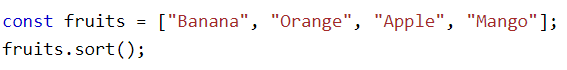 const fruits = ["Banana", "Orange", "Apple", "Mango"];
fruits.sort();